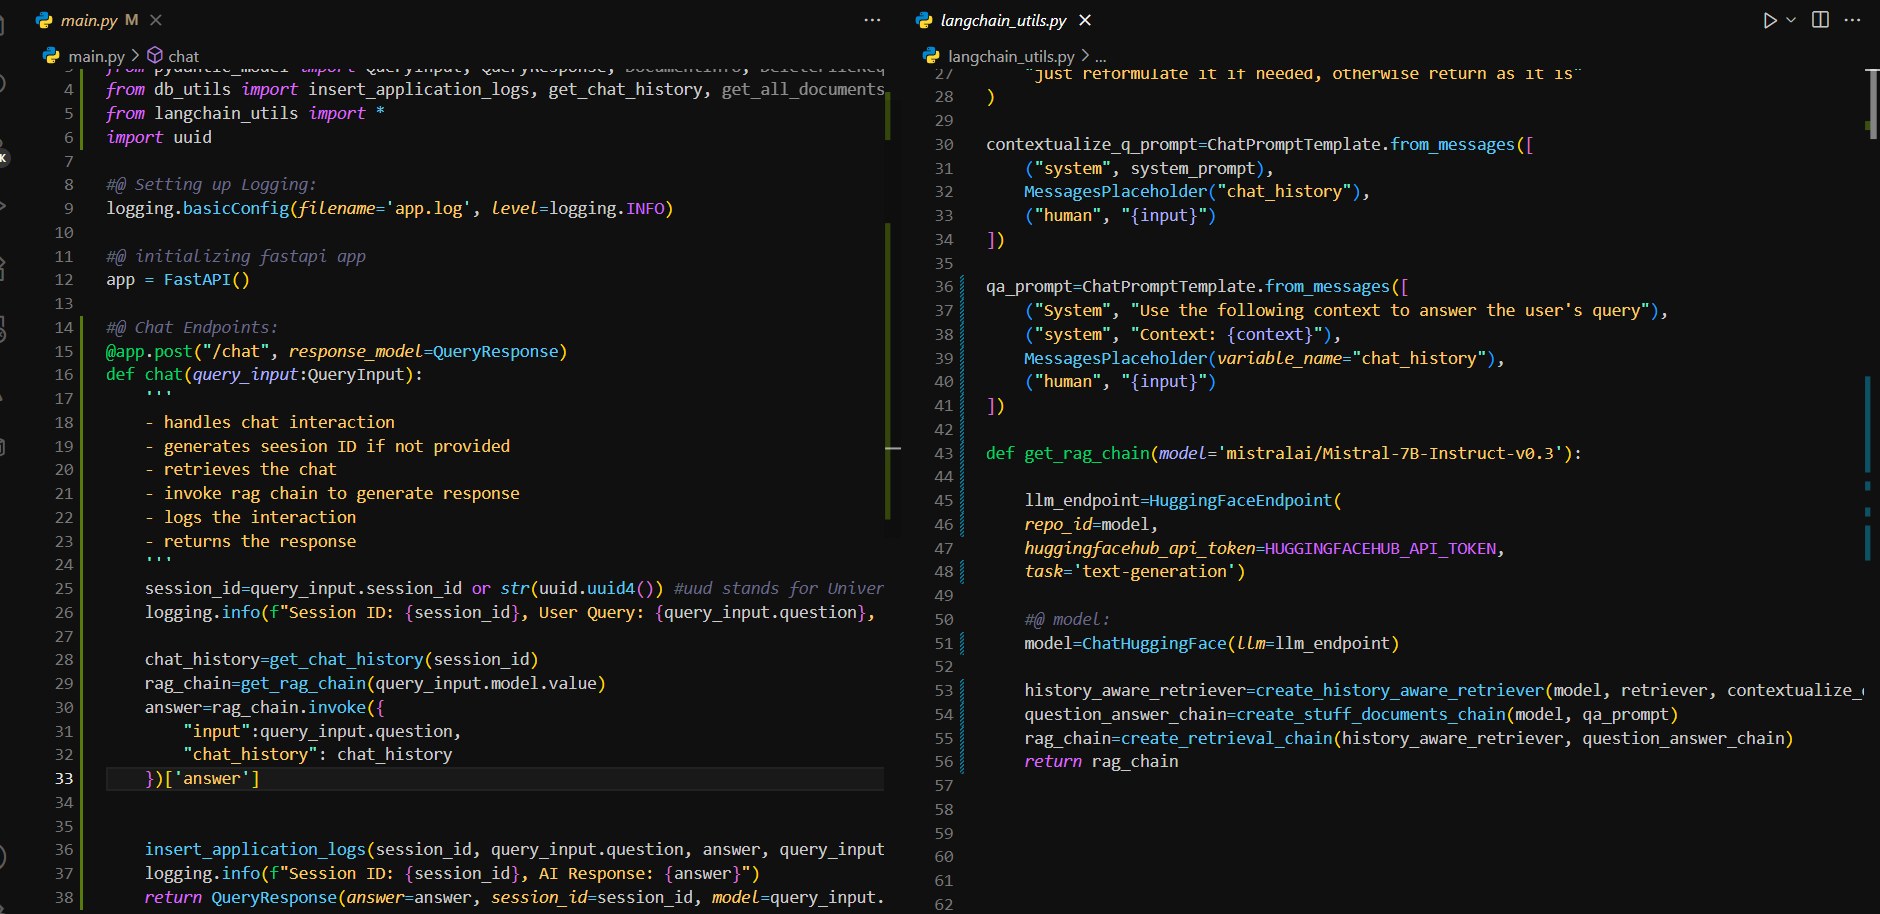 main.py M
main.py > chat
3 from pydantic_model import QueryInput, QueryResponse, DocumentInfo, DeleteFileReq
4 from db_utils import insert_application_logs, get_chat_history, get_all_documents
5 from langchain_utils import *
6 import uuid
7
8 #@ Setting up Logging:
9 logging.basicConfig(filename='app.log', level=logging.INFO)
10
11 #@ initializing fastapi app
12 app = FastAPI()
13
14 #@ Chat Endpoints:
15 @app.post("/chat", response_model=QueryResponse)
16 def chat(query_input:QueryInput):
17 '''
18 - handles chat interaction
19 - generates seesion ID if not provided
20 - retrieves the chat
21 - invoke rag chain to generate response
22 - logs the interaction
23 - returns the response
24 '''
25 session_id=query_input.session_id or str(uuid.uuid4()) #uud stands for Univer
26 logging.info(f"Session ID: {session_id}, User Query: {query_input.question},
27
28 chat_history=get_chat_history(session_id)
29 rag_chain=get_rag_chain(query_input.model.value)
30 answer=rag_chain.invoke({
31 "input":query_input.question,
32 "chat_history": chat_history
33 })['answer']
34
35
36 insert_application_logs(session_id, query_input.question, answer, query_input
37 logging.info(f"Session ID: {session_id}, AI Response: {answer}")
38 return QueryResponse(answer=answer, session_id=session_id, model=query_input.
K
langchain_utils.py
langchain_utils.py > ...
27 "just reformulate it if needed, otherwise return as it is"
28 )
29
30 contextualize_q_prompt=ChatPromptTemplate.from_messages([
31 ("system", system_prompt),
32 MessagesPlaceholder("chat_history"),
33 ("human", "{input}")
34 ])
35
36 qa_prompt=ChatPromptTemplate.from_messages([
37 ("System", "Use the following context to answer the user's query"),
38 ("system", "Context: {context}"),
39 MessagesPlaceholder(variable_name="chat_history"),
40 ("human", "{input}")
41 ])
42
43 def get_rag_chain(model='mistralai/Mistral-7B-Instruct-v0.3'):
44
45 llm_endpoint=HuggingFaceEndpoint(
46 repo_id=model,
47 huggingfacehub_api_token=HUGGINGFACEHUB_API_TOKEN,
48 task='text-generation')
49
50 #@ model:
51 model=ChatHuggingFace(llm=llm_endpoint)
52
53 history_aware_retriever=create_history_aware_retriever(model, retriever, contextualize_
54 question_answer_chain=create_stuff_documents_chain(model, qa_prompt)
55 rag_chain=create_retrieval_chain(history_aware_retriever, question_answer_chain)
56 return rag_chain
57
58
59
60
61
62